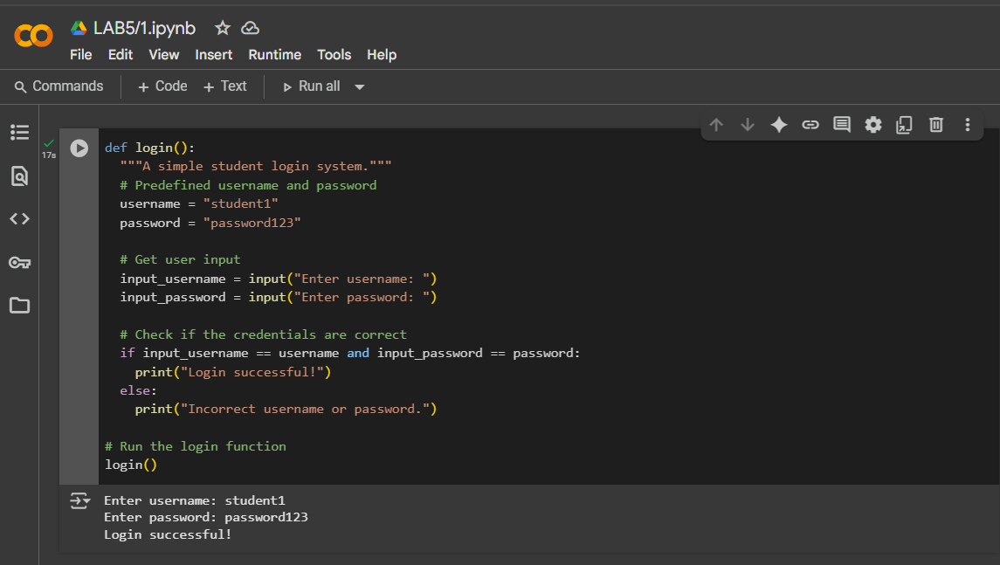 LAB5/1.ipynb
File Edit View Insert Runtime Tools Help
Commands + Code + Text Run all
17s
def login():
  """A simple student login system."""
  # Predefined username and password
  username = "student1"
  password = "password123"

  # Get user input
  input_username = input("Enter username: ")
  input_password = input("Enter password: ")

  # Check if the credentials are correct
  if input_username == username and input_password == password:
    print("Login successful!")
  else:
    print("Incorrect username or password.")

# Run the login function
login()
Enter username: student1
Enter password: password123
Login successful!